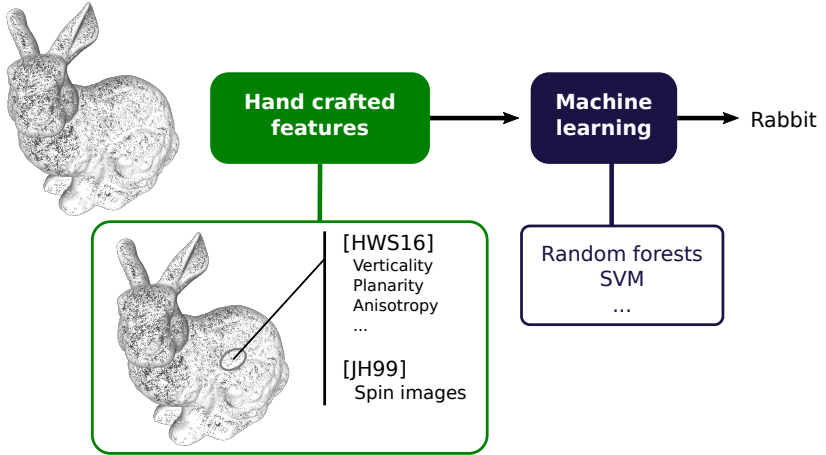 Hand crafted
features
Machine
learning
Rabbit
[HWS16]
Verticality
Planarity
Anisotropy
...
[JH99]
Spin images
Random forests
SVM
...